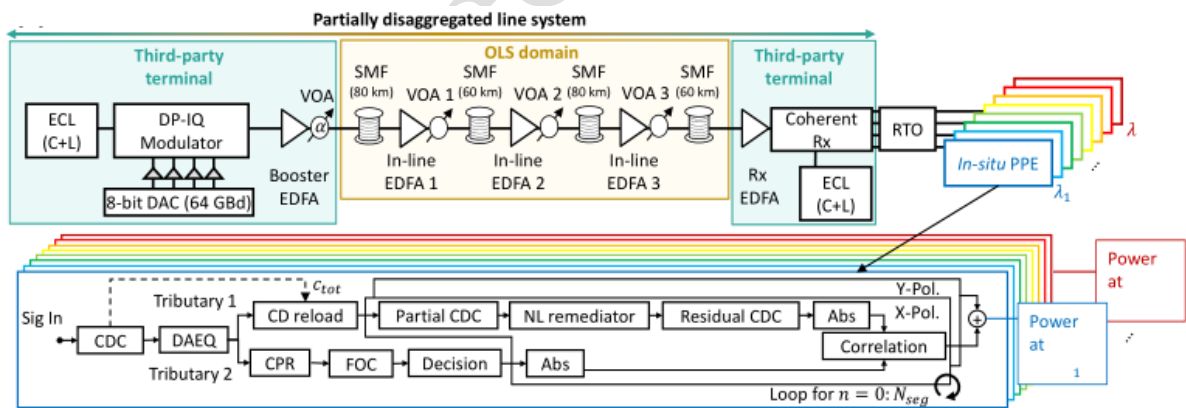 Partially disaggregated line system
Third-party
terminal
OLS domain
Third-party
terminal
SMF
(80 km)
SMF
(60 km)
SMF
(80 km)
SMF
(60 km)
VOA
VOA 1
VOA 2
VOA 3
α
ECL
(C+L)
DP-IQ
Modulator
8-bit DAC (64 GBd)
Booster
EDFA
In-line
EDFA 1
In-line
EDFA 2
In-line
EDFA 3
Rx
EDFA
Coherent
Rx
ECL
(C+L)
RTO
In-situ PPE
λ
λ1
Sig In
CDC
DAEQ
Tributary 1
Tributary 2
c_tot
CD reload
Partial CDC
NL remediator
Residual CDC
Abs
Y-Pol.
X-Pol.
+
CPR
FOC
Decision
Abs
Correlation
Loop for n = 0: N_seg
Power
at
1
Power
at